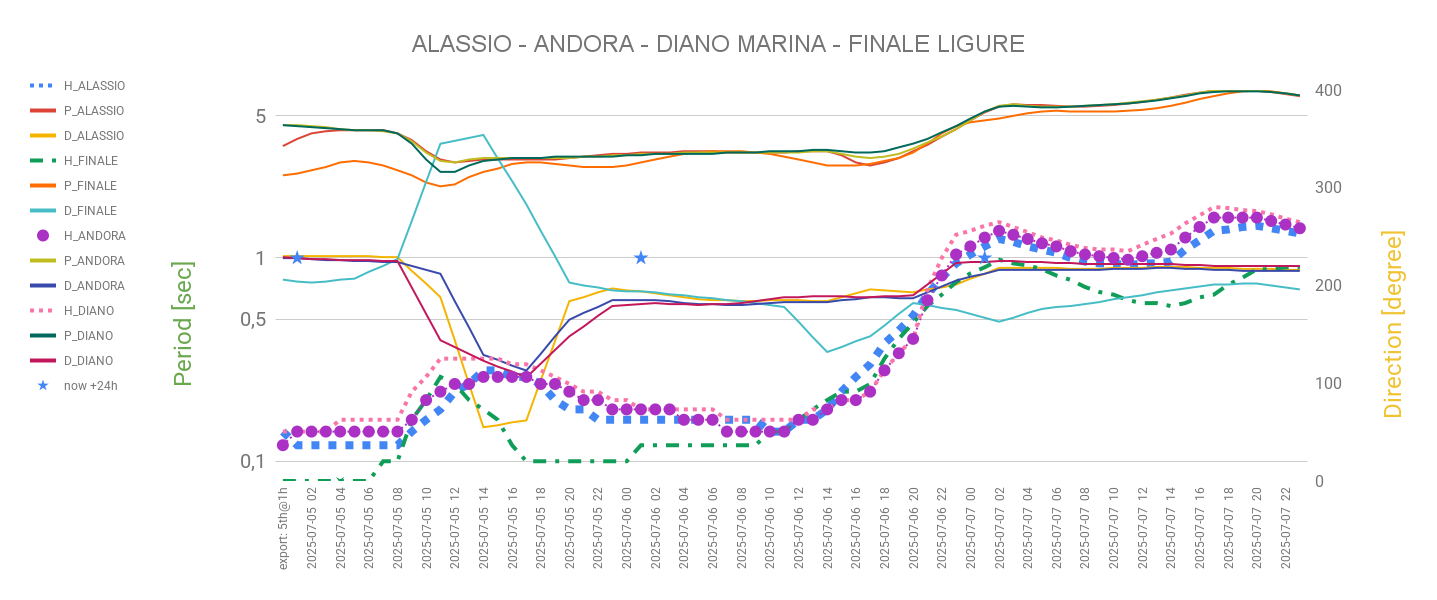 ALASSIO - ANDORA - DIANO MARINA - FINALE LIGURE
H_ALASSIO
P_ALASSIO
D_ALASSIO
H_FINALE
P_FINALE
D_FINALE
H_ANDORA
P_ANDORA
D_ANDORA
H_DIANO
P_DIANO
D_DIANO
now +24h
Period [sec]
5
1
0,5
0,1
400
300
200
100
0
Direction [degree]
export: 5th@1h
2025-07-05 02
2025-07-05 04
2025-07-05 06
2025-07-05 08
2025-07-05 10
2025-07-05 12
2025-07-05 14
2025-07-05 16
2025-07-05 18
2025-07-05 20
2025-07-05 22
2025-07-06 00
2025-07-06 02
2025-07-06 04
2025-07-06 06
2025-07-06 08
2025-07-06 10
2025-07-06 12
2025-07-06 14
2025-07-06 16
2025-07-06 18
2025-07-06 20
2025-07-06 22
2025-07-07 00
2025-07-07 02
2025-07-07 04
2025-07-07 06
2025-07-07 08
2025-07-07 10
2025-07-07 12
2025-07-07 14
2025-07-07 16
2025-07-07 18
2025-07-07 20
2025-07-07 22